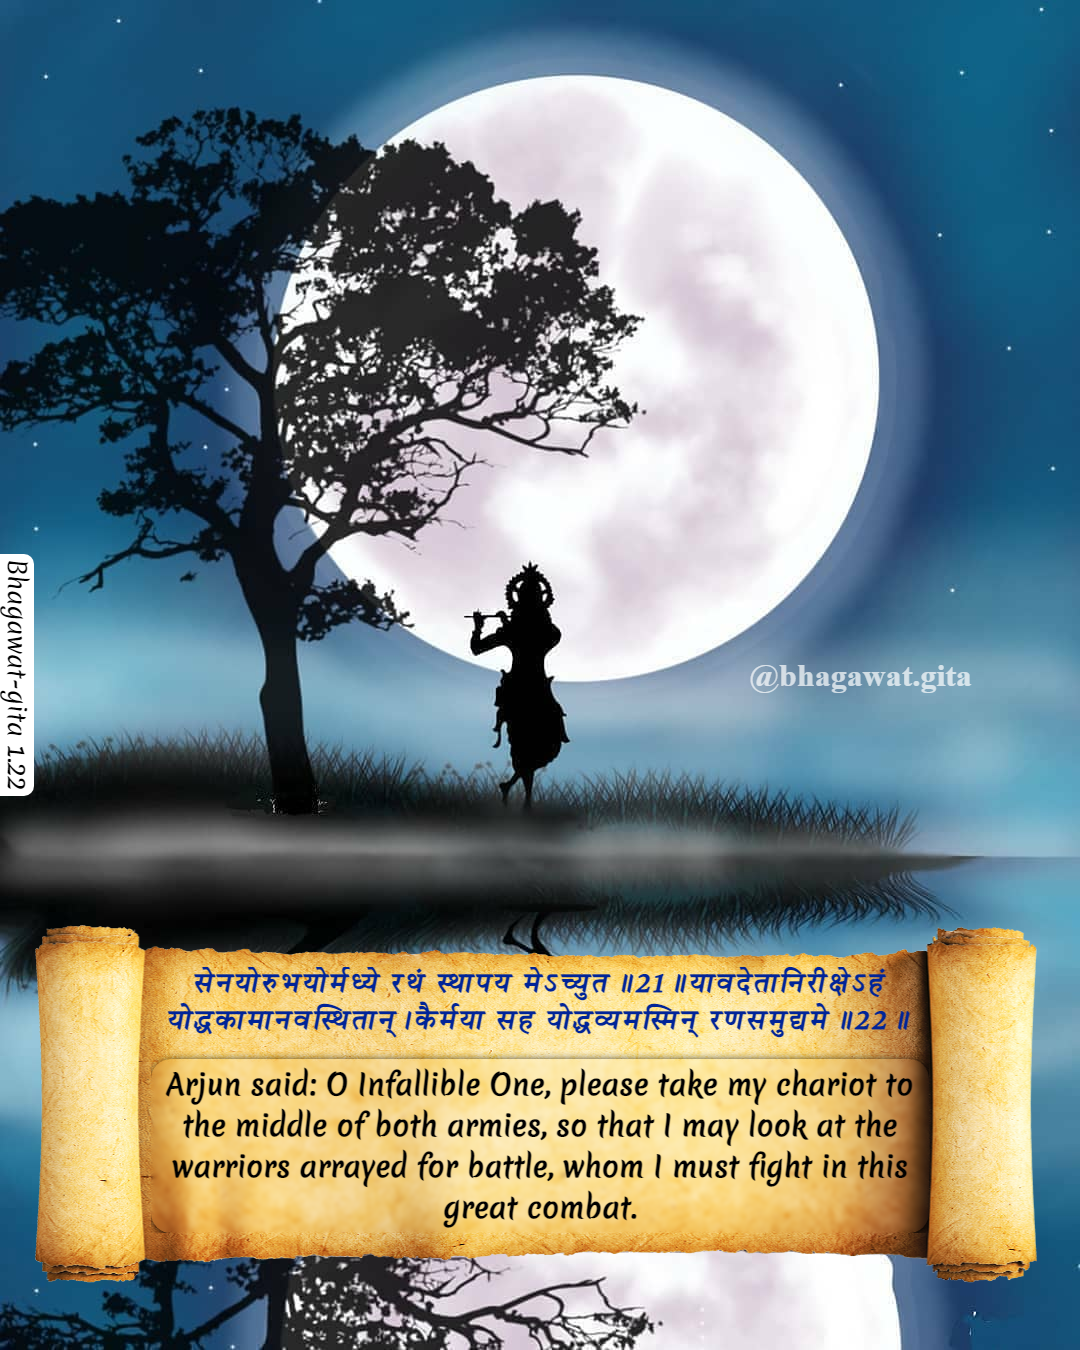 @bhagawat.gita
Bhagawat-gita 1.22
सेनयोरुभयोर्मध्ये रथं स्थापय मेऽच्युत ॥21॥यावदेतानिरीक्षेऽहं
योद्धकामानवस्थितान्।कैर्मया सह योद्धव्यमस्मिन् रणसमुद्यमे ॥22॥
Arjun said: O Infallible One, please take my chariot to
the middle of both armies, so that I may look at the
warriors arrayed for battle, whom I must fight in this
great combat.